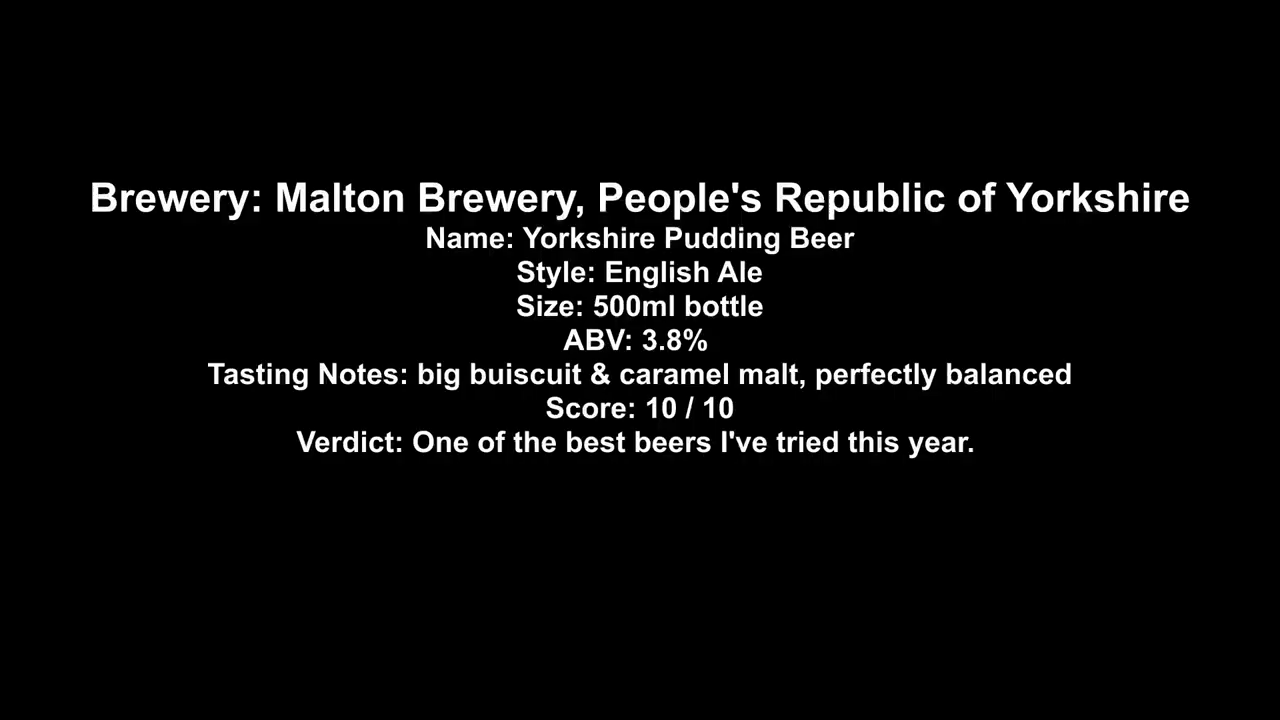 Brewery: Malton Brewery, People's Republic of Yorkshire
Name: Yorkshire Pudding Beer
Style: English Ale
Size: 500ml bottle
ABV: 3.8%
Tasting Notes: big buiscuit & caramel malt, perfectly balanced
Score: 10 / 10
Verdict: One of the best beers I've tried this year.